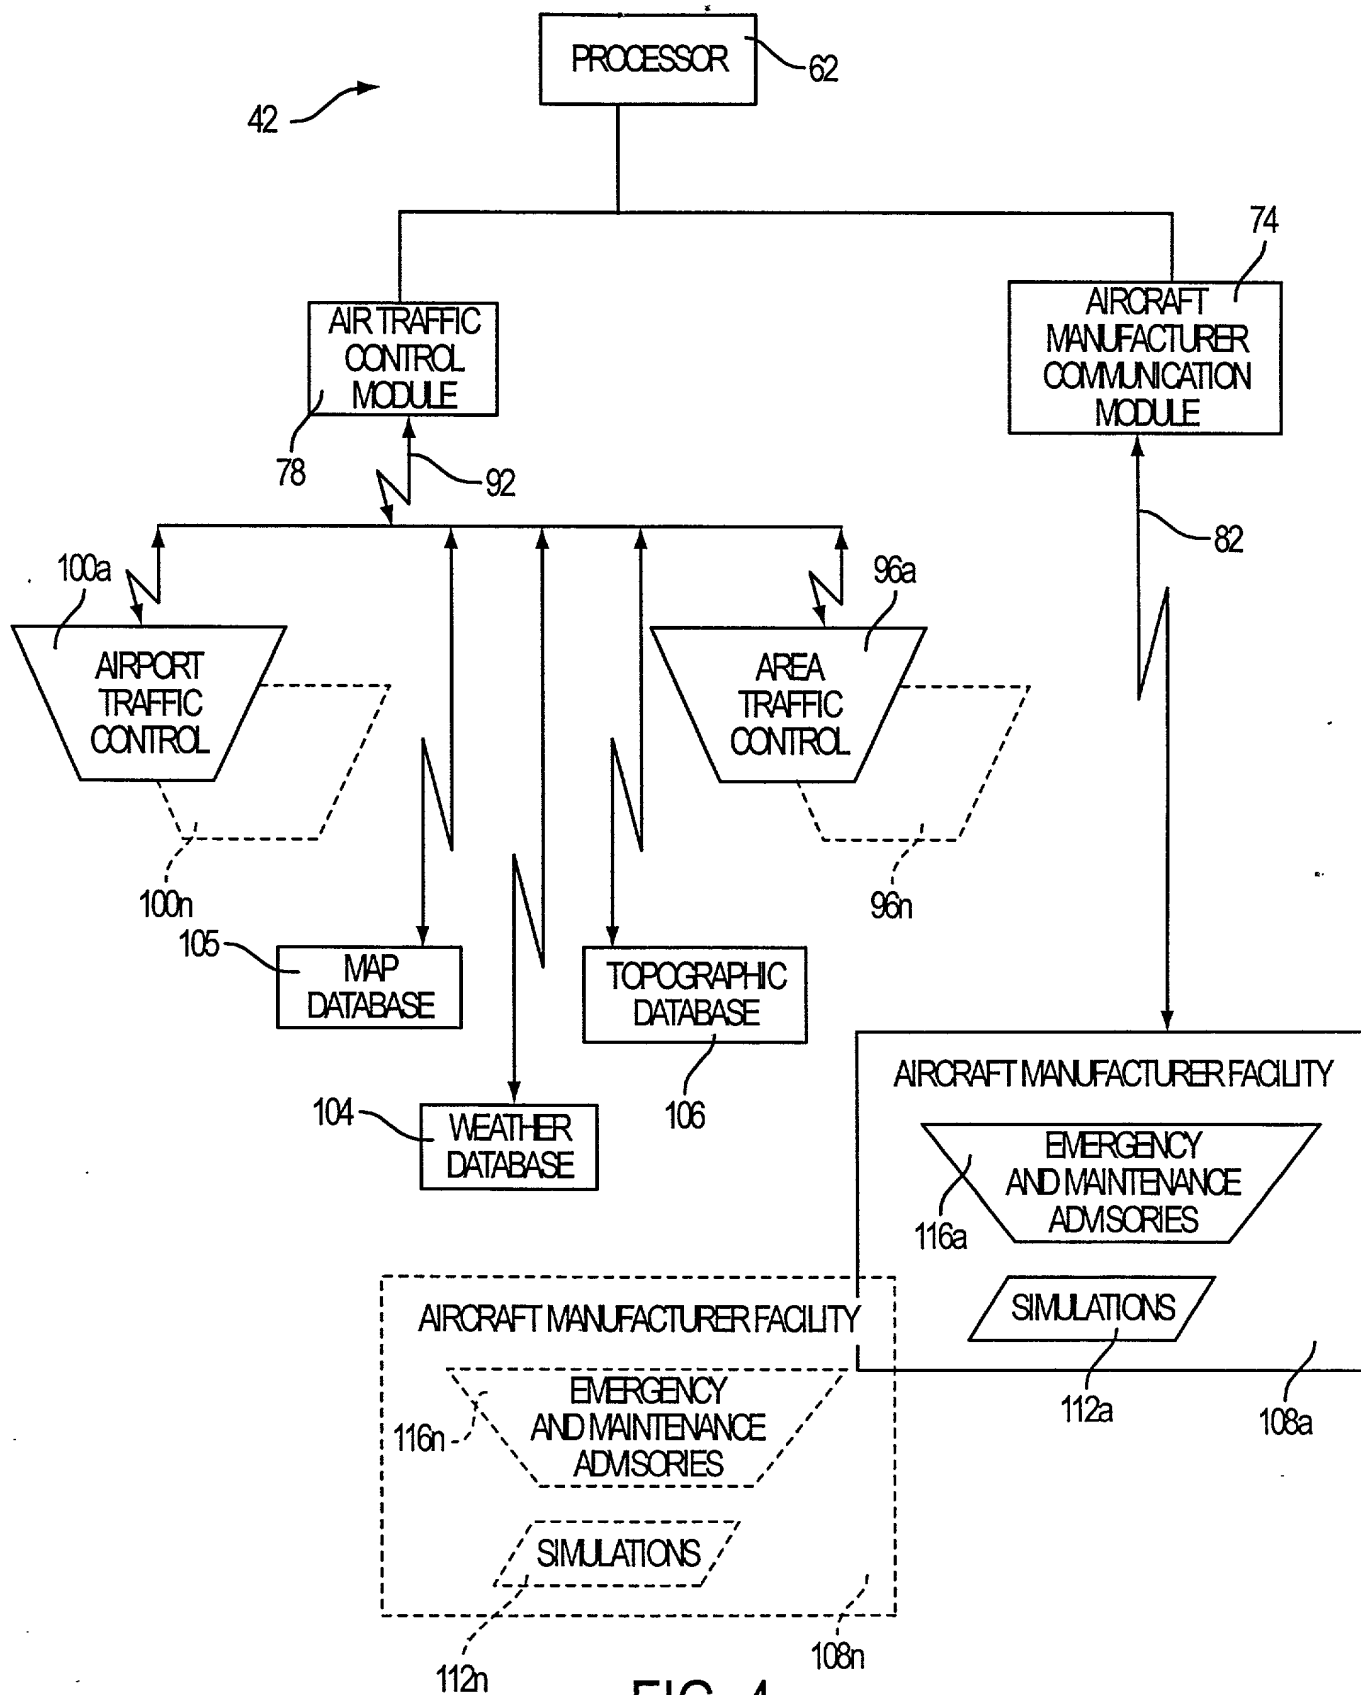 PROCESSOR
62
42
74
AIR TRAFFIC
CONTROL
MODULE
AIRCRAFT
MANUFACTURER
COMMUNICATION
MODULE
78
92
82
100a
96a
AIRPORT
TRAFFIC
CONTROL
AREA
TRAFFIC
CONTROL
100n
96n
105
MAP
DATABASE
TOPOGRAPHIC
DATABASE
106
104
WEATHER
DATABASE
AIRCRAFT MANUFACTURER FACILITY
EMERGENCY
AND MAINTENANCE
ADVISORIES
116a
SIMULATIONS
112a
108a
AIRCRAFT MANUFACTURER FACILITY
EMERGENCY
AND MAINTENANCE
ADVISORIES
116n
SIMULATIONS
112n
108n
FIG. 4